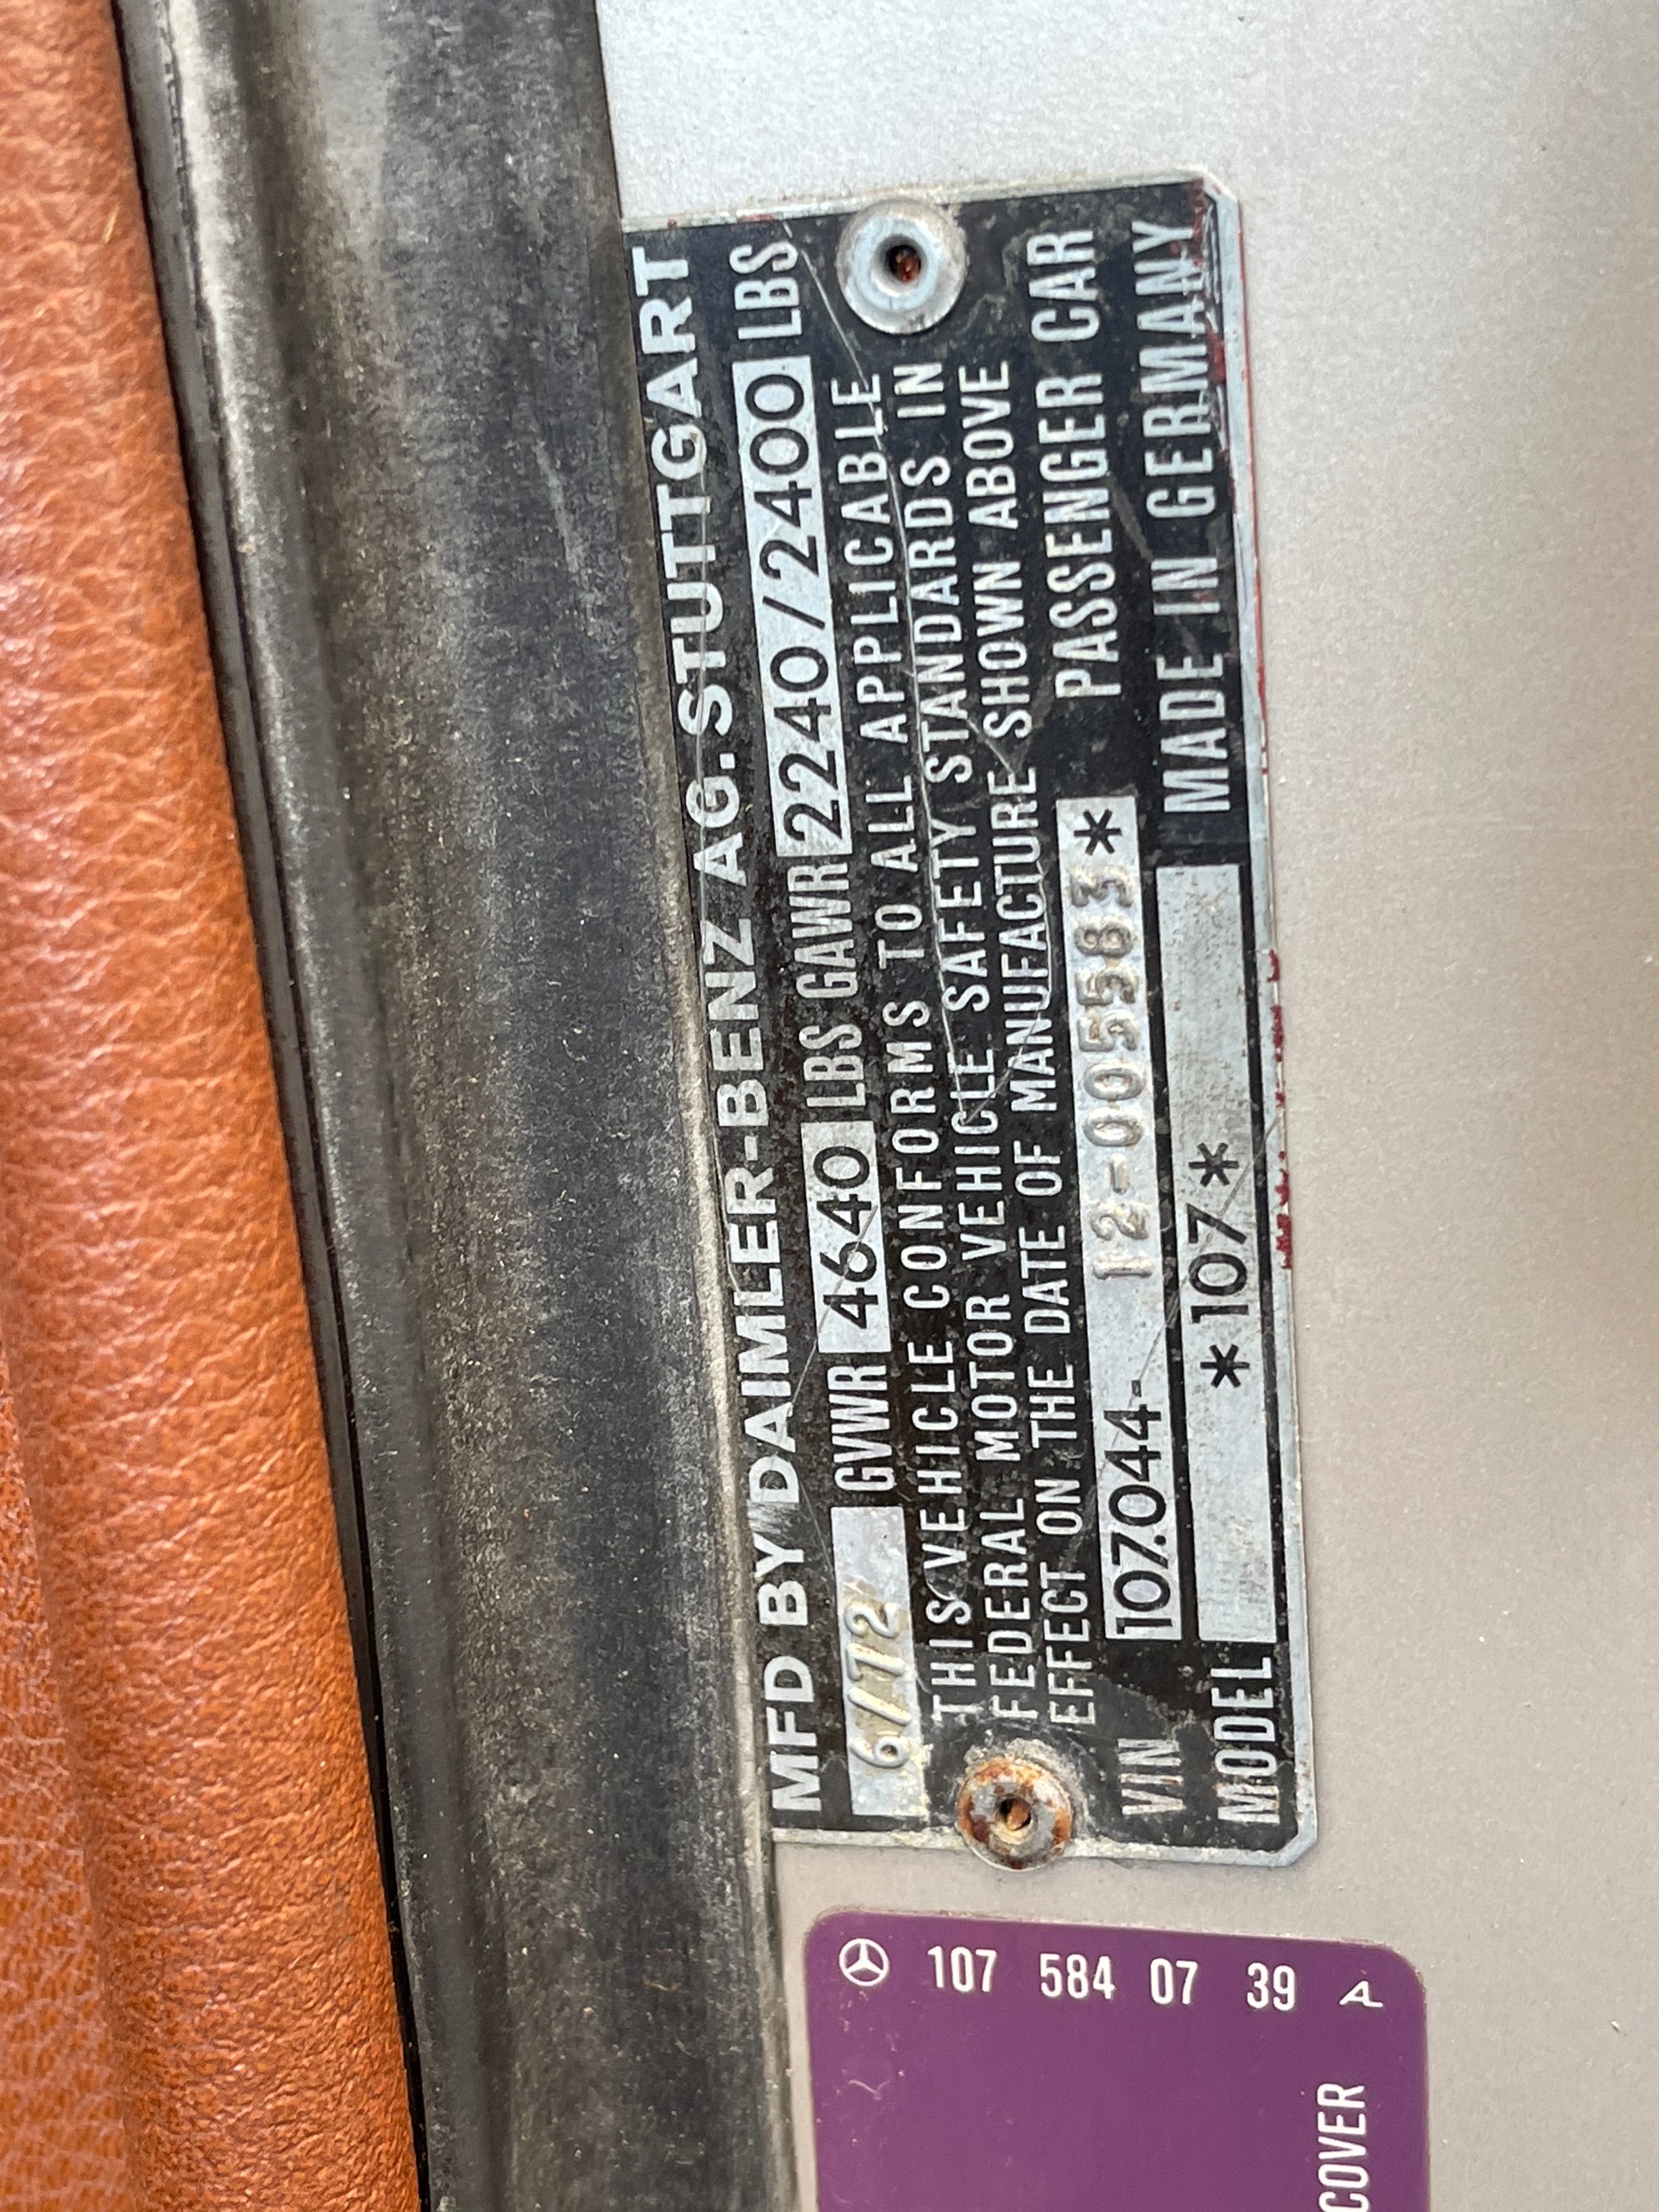 MFD BY DAIMLER-BENZ AG. STUTTGART
6/72 GVWR 4640 LBS GAWR 2240/2400 LBS
THIS VEHICLE CONFORMS TO ALL APPLICABLE
FEDERAL MOTOR VEHICLE SAFETY STANDARDS IN
EFFECT ON THE DATE OF MANUFACTURE SHOWN ABOVE
VIN 107.044- 12-005583* PASSENGER CAR
MODEL *107* MADE IN GERMANY
107 584 07 39 A
COVER